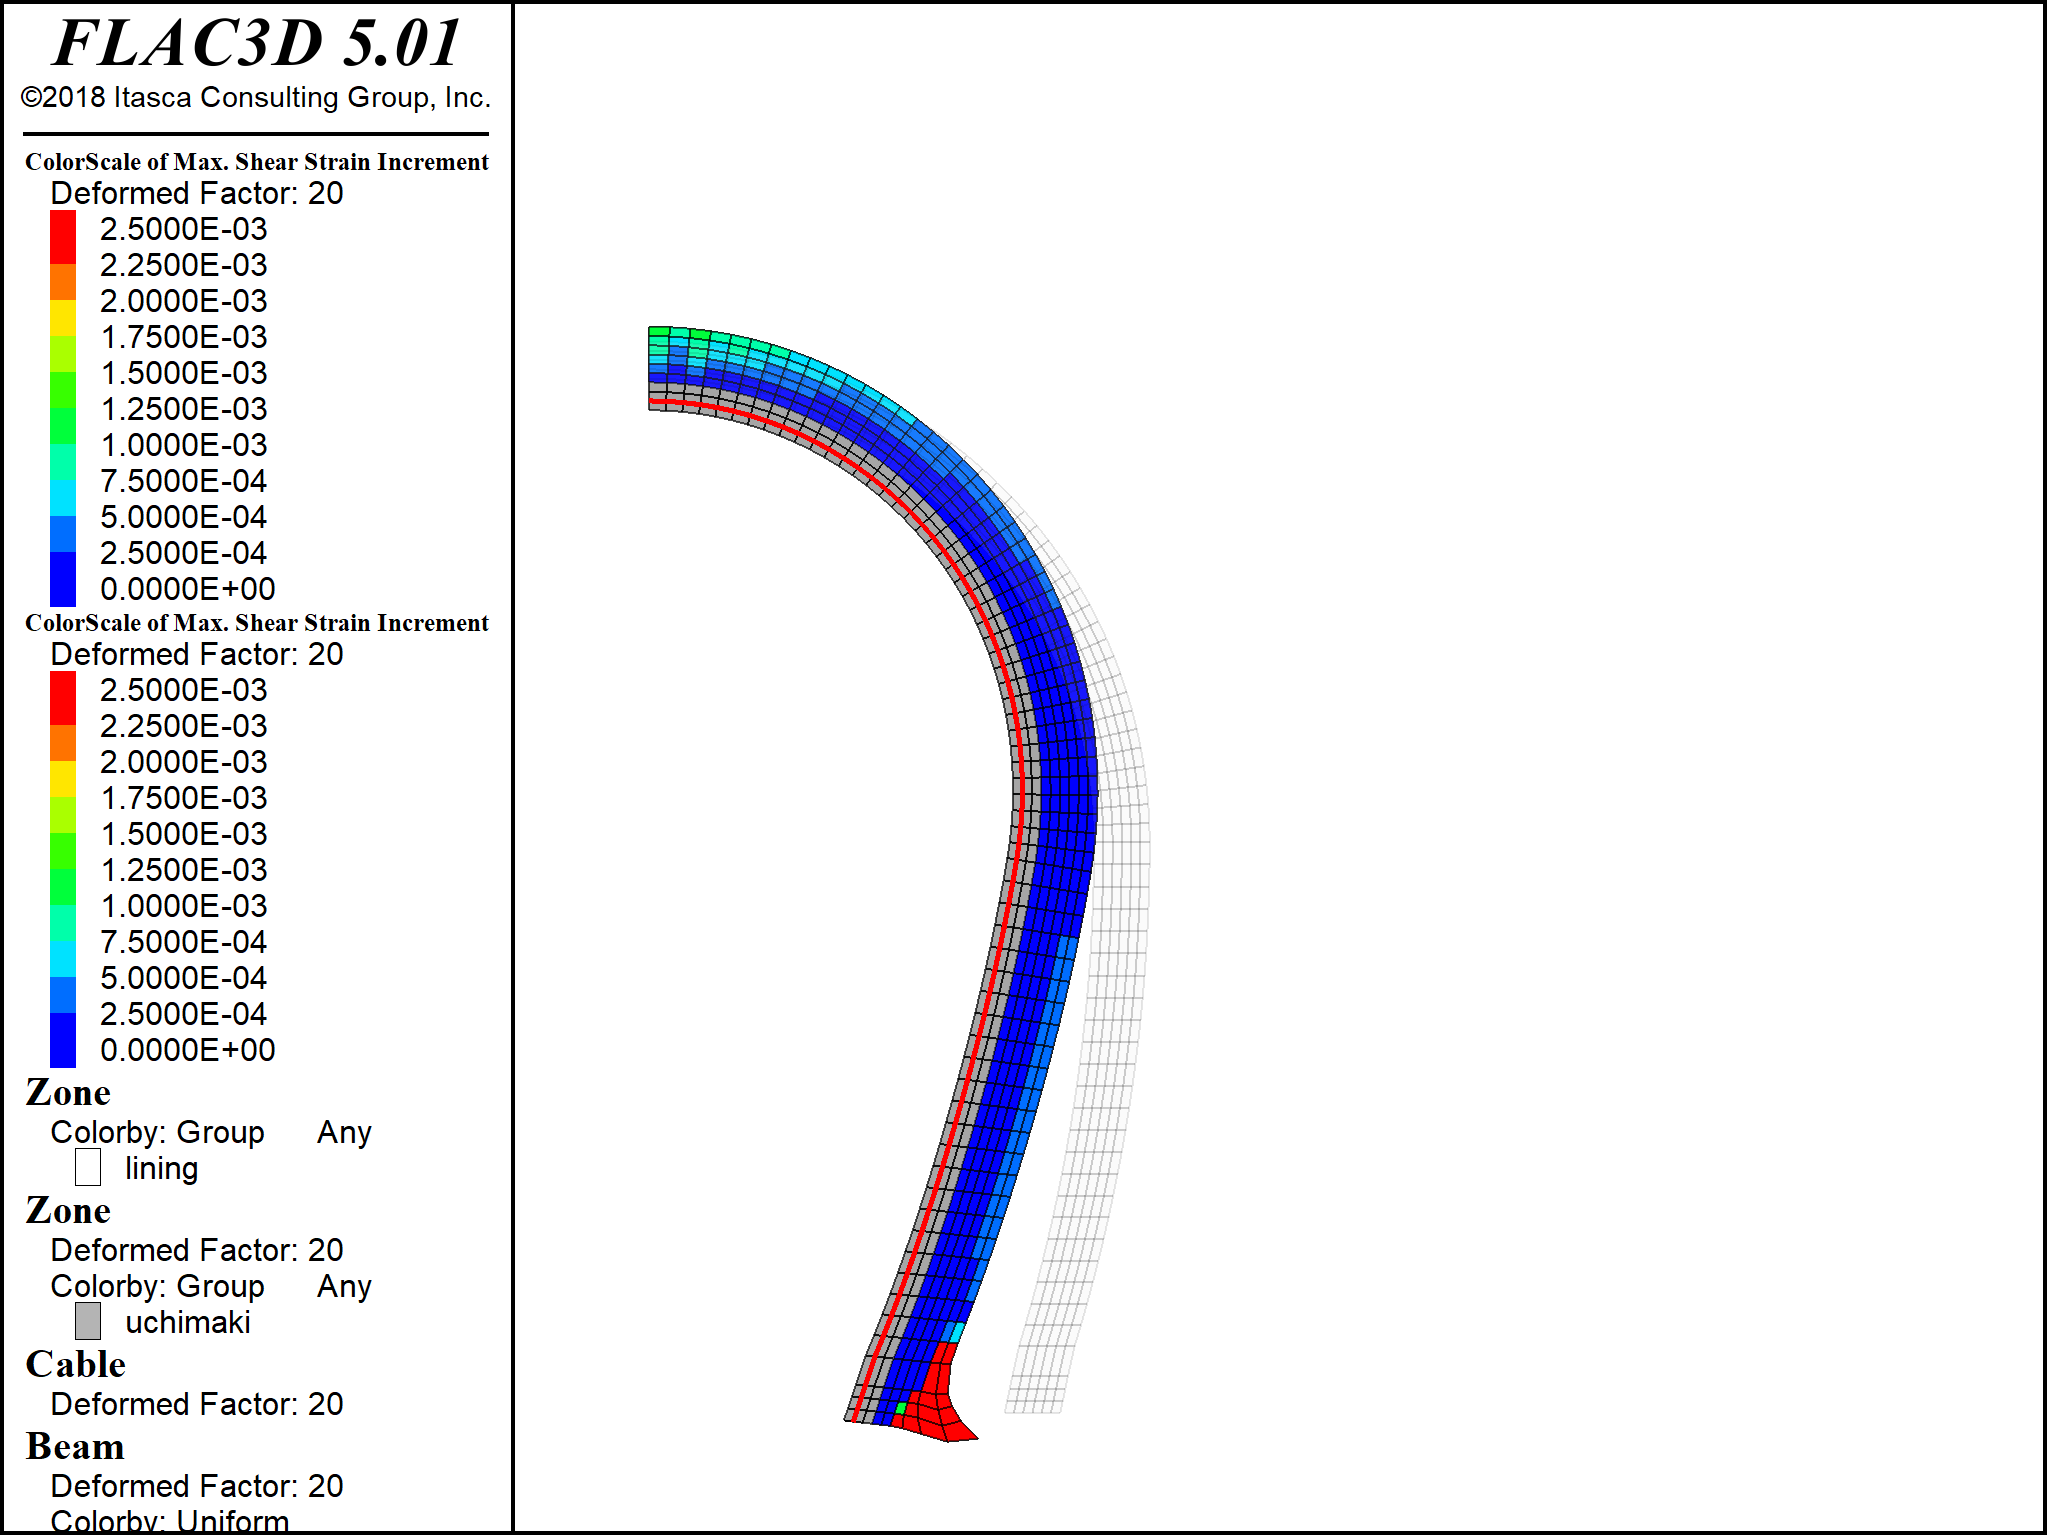 FLAC3D 5.01
©2018 Itasca Consulting Group, Inc.
ColorScale of Max. Shear Strain Increment
Deformed Factor: 20
2.5000E-03
2.2500E-03
2.0000E-03
1.7500E-03
1.5000E-03
1.2500E-03
1.0000E-03
7.5000E-04
5.0000E-04
2.5000E-04
0.0000E+00
ColorScale of Max. Shear Strain Increment
Deformed Factor: 20
2.5000E-03
2.2500E-03
2.0000E-03
1.7500E-03
1.5000E-03
1.2500E-03
1.0000E-03
7.5000E-04
5.0000E-04
2.5000E-04
0.0000E+00
Zone
Colorby: Group Any
lining
Zone
Deformed Factor: 20
Colorby: Group Any
uchimaki
Cable
Deformed Factor: 20
Beam
Deformed Factor: 20
Colorby: Uniform